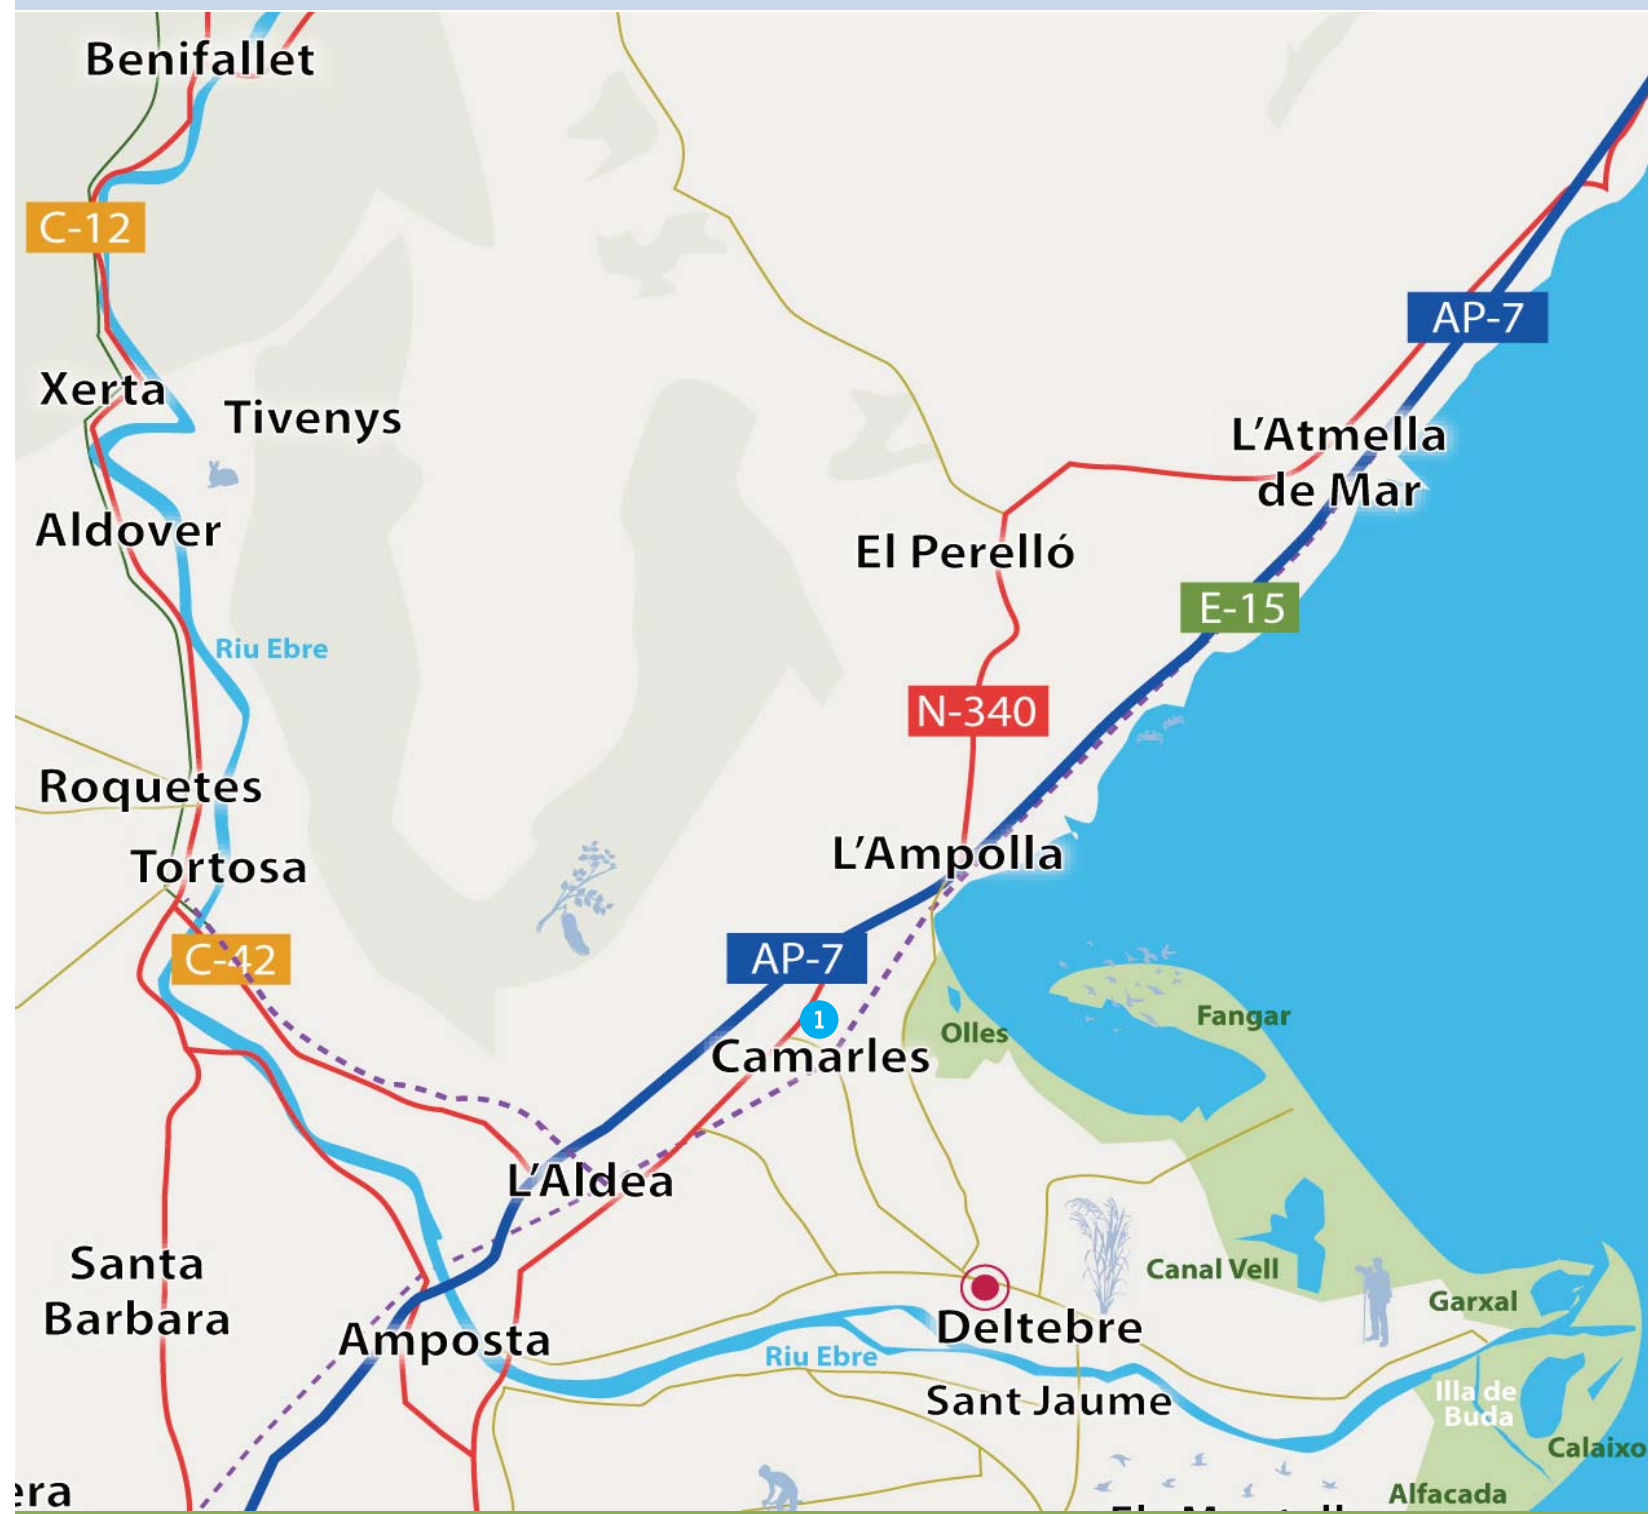 Benifallet
C-12
AP-7
Xerta
Tivenys
L'Atmella
de Mar
Aldover
El Perelló
E-15
Riu Ebre
N-340
Roquetes
L'Ampolla
Tortosa
C-42
AP-7
1
Fangar
Olles
Camarles
L'Aldea
Santa
Barbara
Canal Vell
Garxal
Amposta
Deltebre
Riu Ebre
Sant Jaume
Illa de
Buda
Calaixo
era
Alfacada